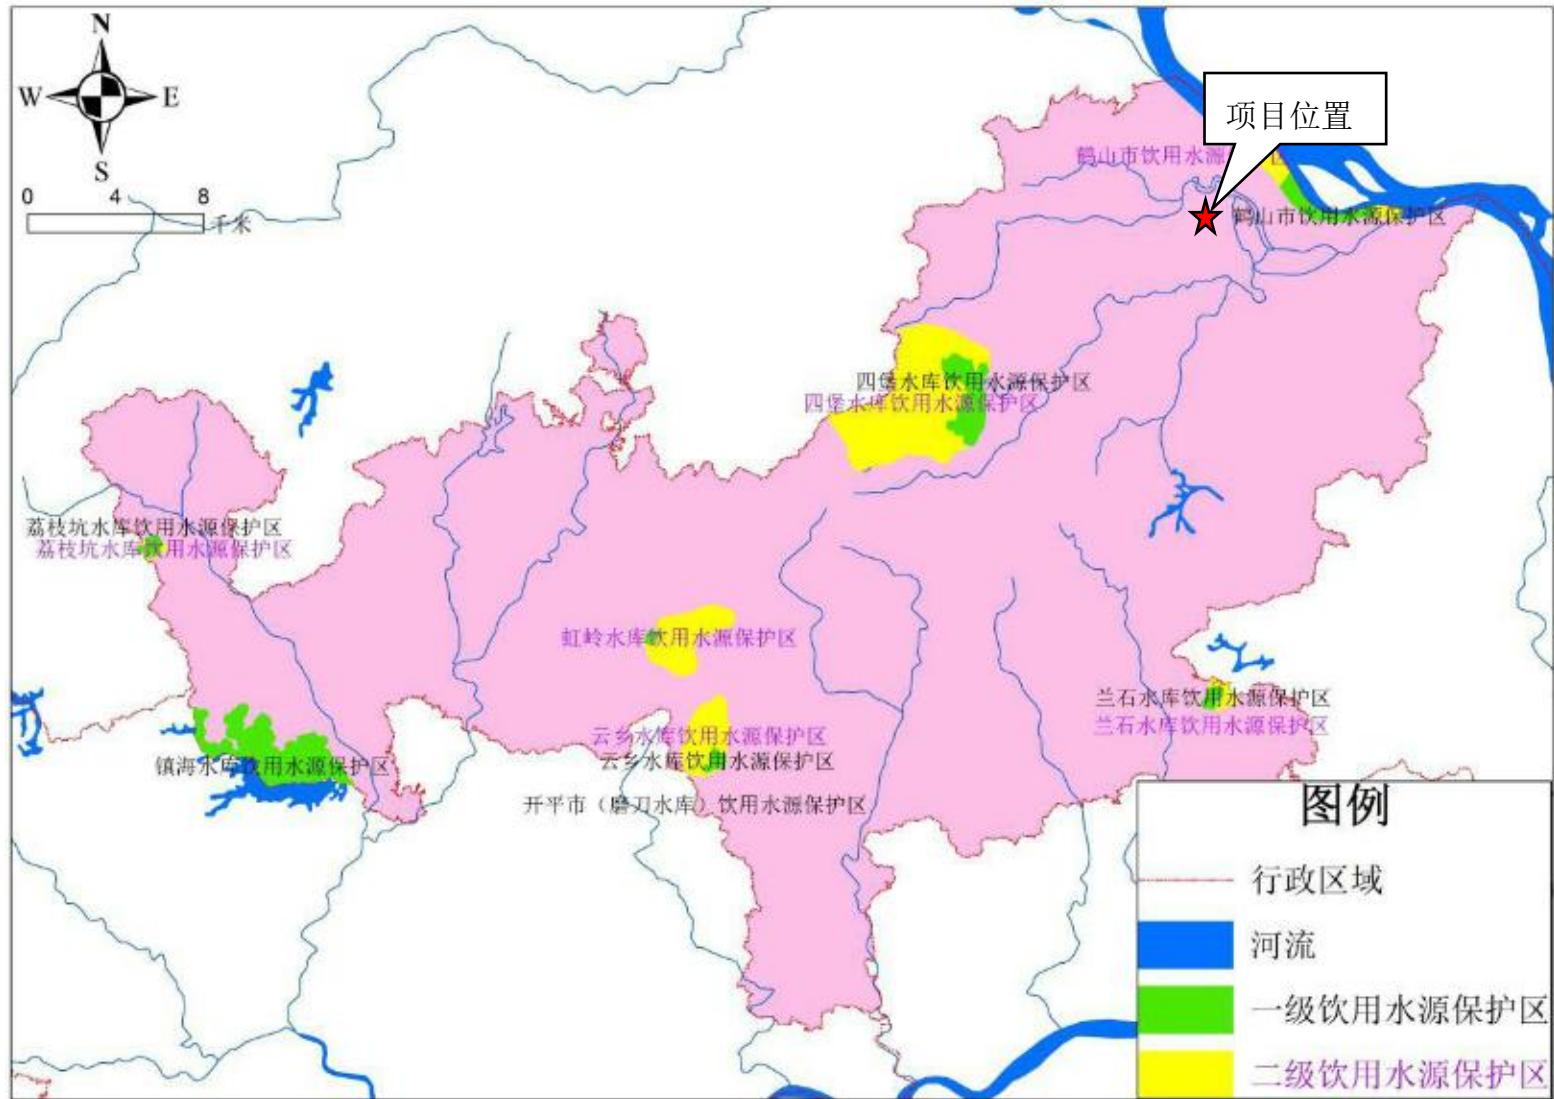 N
W
E
S
0 4 8
千米
项目位置
鹤山市饮用水源 区
鹤山市饮用水源保护区
四堡水库饮用水源保护区
四堡水库饮用水源保护区
荔枝坑水库饮用水源保护区
荔枝坑水库饮用水源保护区
虹岭水库饮用水源保护区
兰石水库饮用水源保护区
兰石水库饮用水源保护区
云乡水库饮用水源保护区
云乡水库饮用水源保护区
镇海水库饮用水源保护区
开平市（磨刀水库）饮用水源保护区
图例
行政区域
河流
一级饮用水源保护区
二级饮用水源保护区